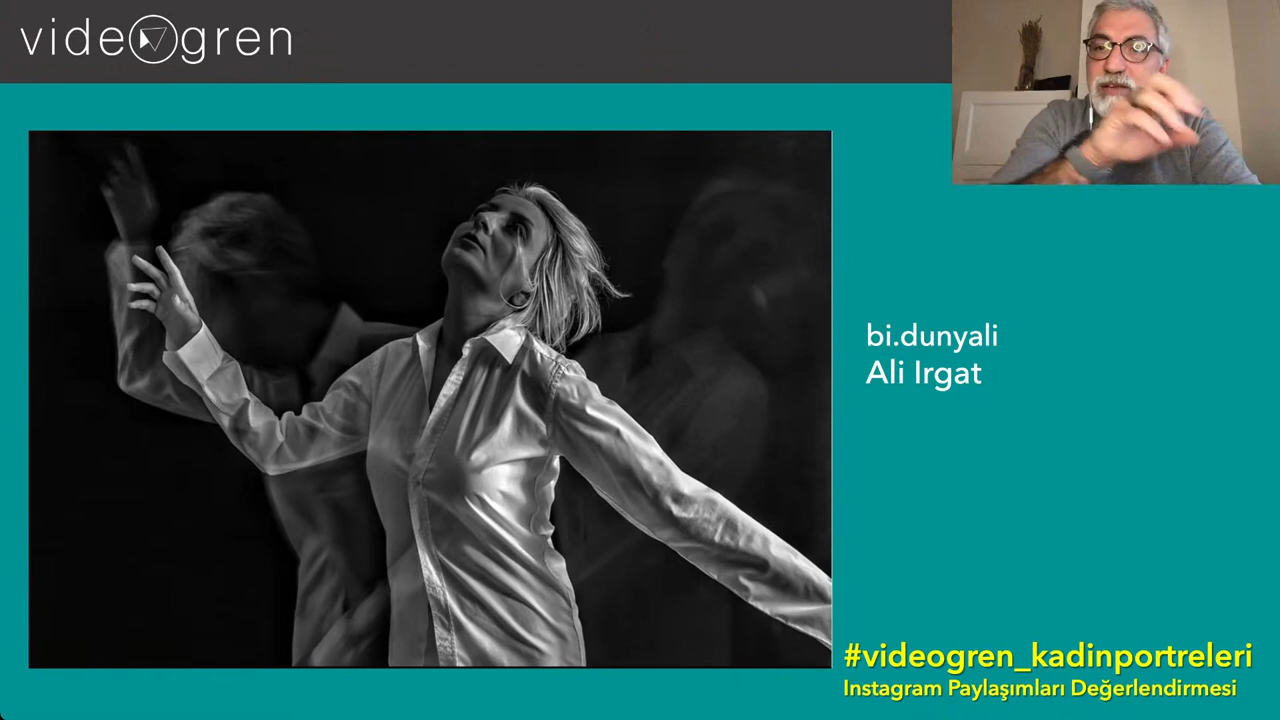 videogren
bi.dunyali
Ali Irgat
#videogren_kadinportreleri
Instagram Paylaşımları Değerlendirmesi